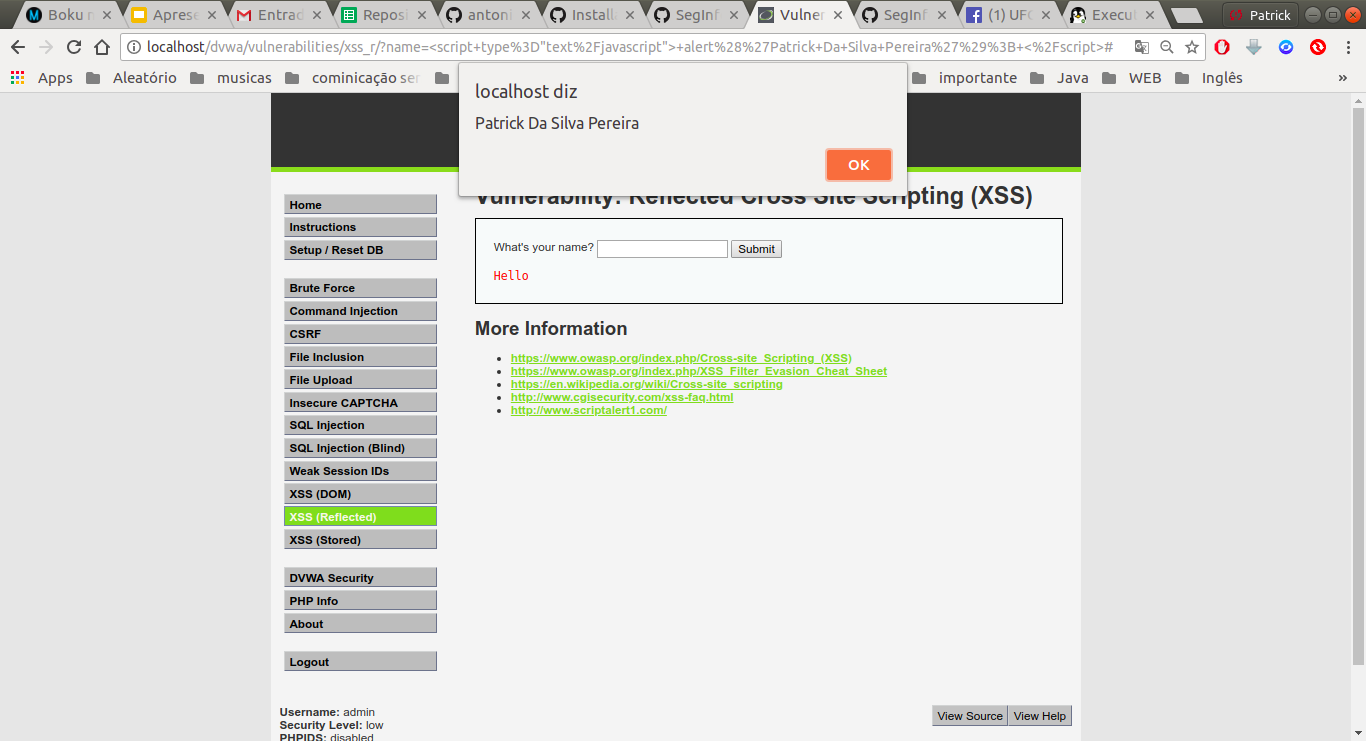 Boku n
Aprese
Entrad
Reposi
antoni
Installa
SegInf
Vulner
SegInf
(1) UFC
Execut
Patrick
localhost/dvwa/vulnerabilities/xss_r/?name=<script+type%3D"text%2Fjavascript">+alert%28%27Patrick+Da+Silva+Pereira%27%29%3B+<%2Fscript>#
Apps Aleatório musicas cominicação ser importante Java WEB Inglês »
localhost diz
Patrick Da Silva Pereira
OK
Vulnerability: Reflected Cross Site Scripting (XSS)
Home
Instructions
Setup / Reset DB
Brute Force
Command Injection
CSRF
File Inclusion
File Upload
Insecure CAPTCHA
SQL Injection
SQL Injection (Blind)
Weak Session IDs
XSS (DOM)
XSS (Reflected)
XSS (Stored)
DVWA Security
PHP Info
About
Logout
What's your name? Submit
Hello
More Information
https://www.owasp.org/index.php/Cross-site_Scripting_(XSS)
https://www.owasp.org/index.php/XSS_Filter_Evasion_Cheat_Sheet
https://en.wikipedia.org/wiki/Cross-site_scripting
http://www.cgisecurity.com/xss-faq.html
http://www.scriptalert1.com/
Username: admin
Security Level: low
PHPIDS: disabled
View Source View Help